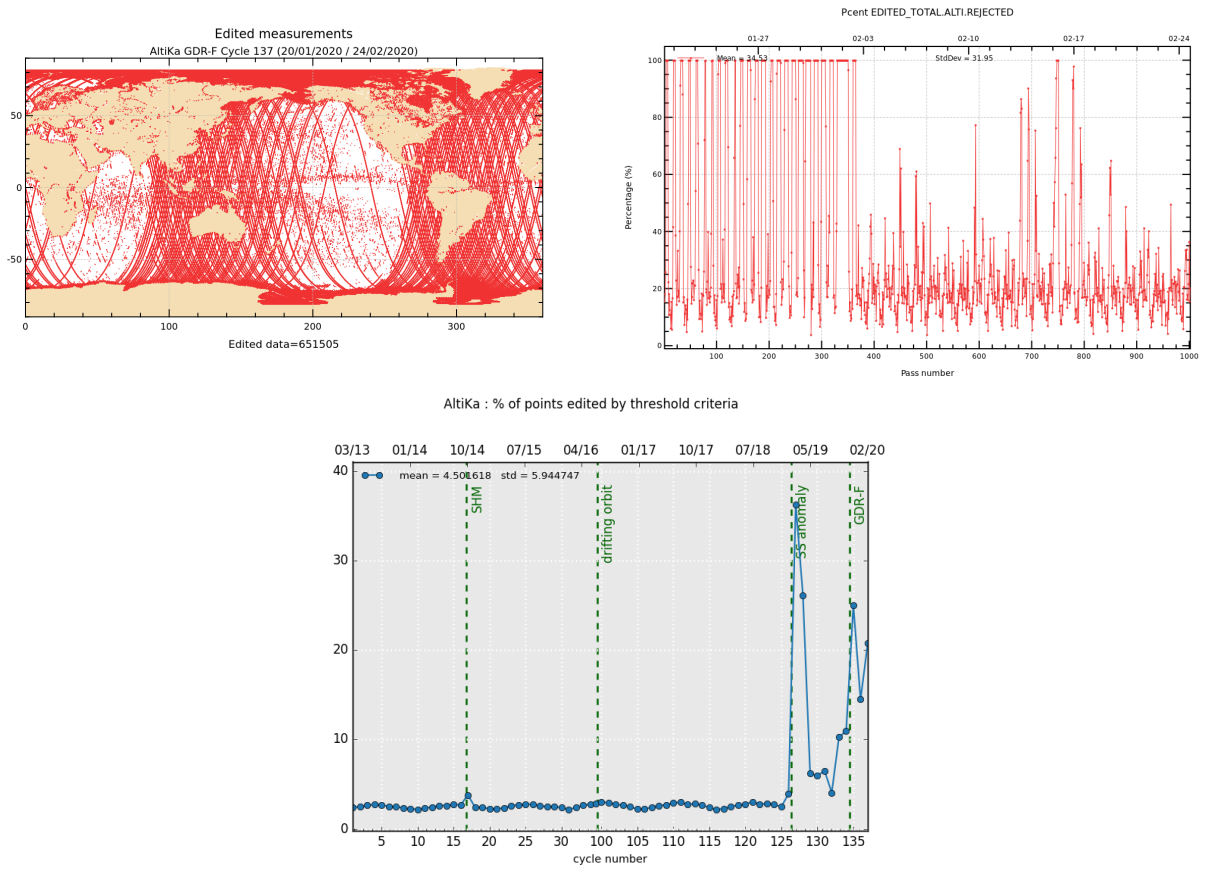 Edited measurements
AltiKa GDR-F Cycle 137 (20/01/2020 / 24/02/2020)
50
0
-50
0 100 200 300
Edited data=651505
Pcent EDITED_TOTAL.ALTI.REJECTED
01-27 02-03 02-10 02-17 02-24
Mean = 34.53 StdDev = 31.95
100
80
60
40
20
0
Percentage (%)
100 200 300 400 500 600 700 800 900 1000
Pass number
AltiKa : % of points edited by threshold criteria
03/13 01/14 10/14 07/15 04/16 01/17 10/17 07/18 05/19 02/20
mean = 4.501618 std = 5.944747
SHM
drifting orbit
SS anomaly
GDR-F
40
30
20
10
0
5 10 15 20 25 30 100 105 110 115 120 125 130 135
cycle number